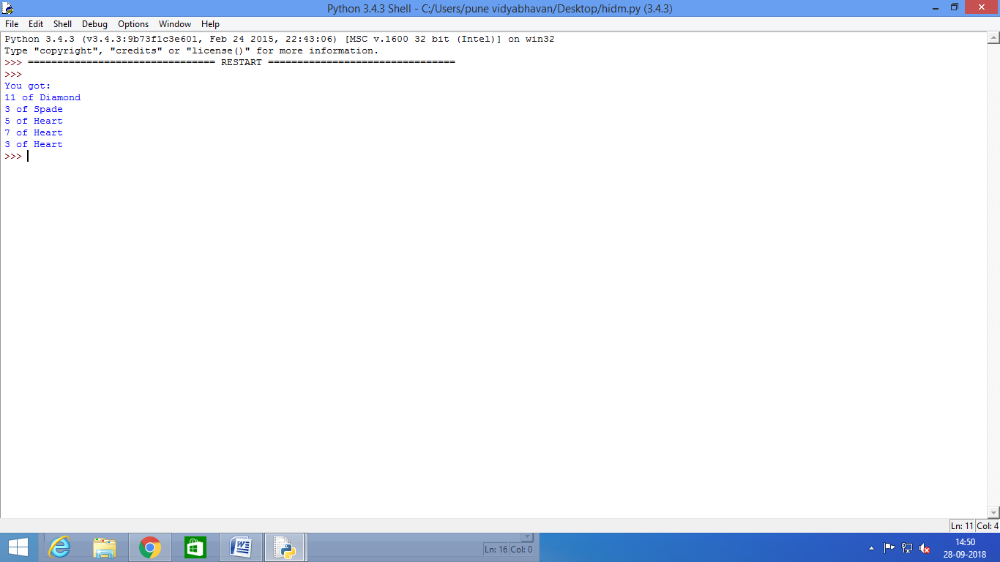 Python 3.4.3 Shell - C:/Users/pune vidyabhavan/Desktop/hidm.py (3.4.3)
File Edit Shell Debug Options Window Help
Python 3.4.3 (v3.4.3:9b73f1c3e601, Feb 24 2015, 22:43:06) [MSC v.1600 32 bit (Intel)] on win32
Type "copyright", "credits" or "license()" for more information.
>>> ================================ RESTART ================================
>>>
You got:
11 of Diamond
3 of Spade
5 of Heart
7 of Heart
3 of Heart
>>>
Ln: 11 Col: 4
Ln: 16 Col: 0
14:50
28-09-2018